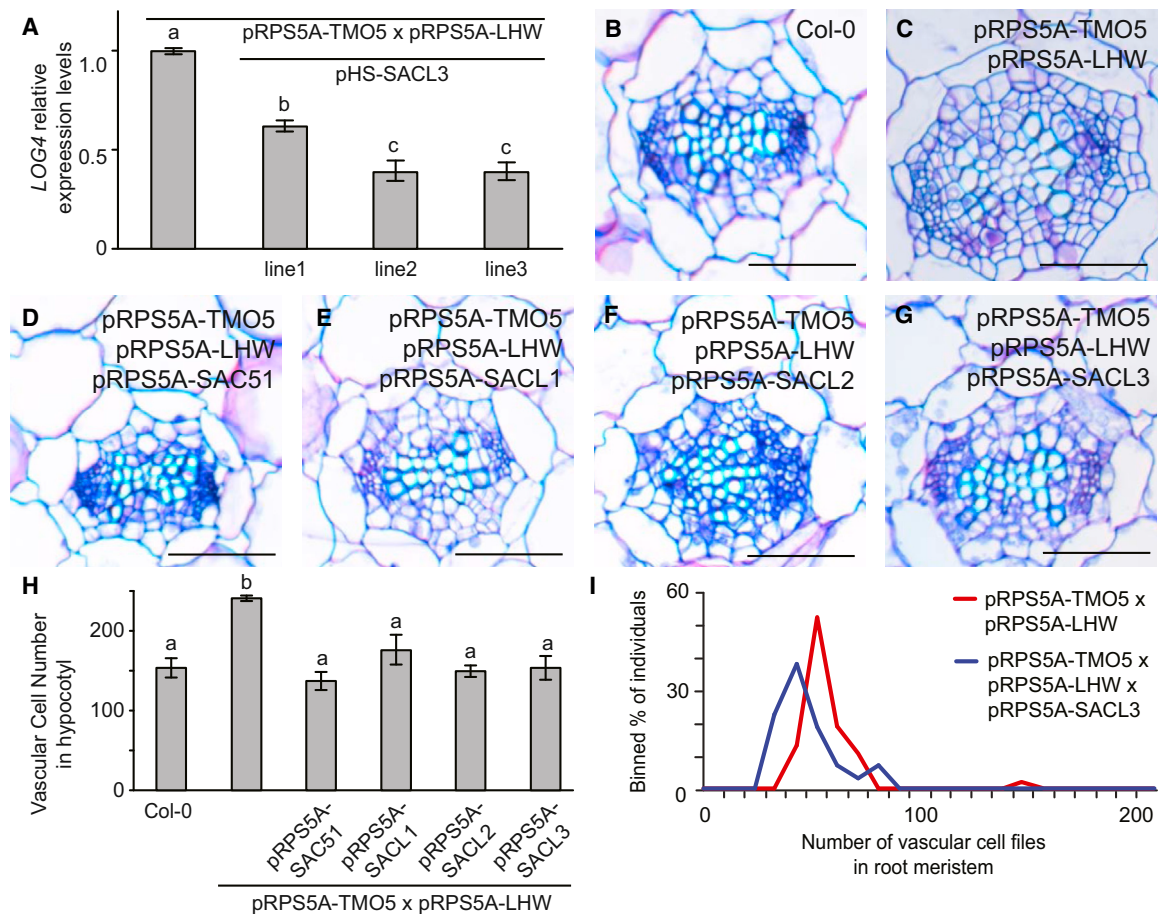 A
pRPS5A-TMO5 x pRPS5A-LHW
pHS-SACL3
LOG4 relative
expreession levels
1.0
0.5
0
a
b
c
c
line1
line2
line3
B
Col-0
C
pRPS5A-TMO5
pRPS5A-LHW
D
pRPS5A-TMO5
pRPS5A-LHW
pRPS5A-SAC51
E
pRPS5A-TMO5
pRPS5A-LHW
pRPS5A-SACL1
F
pRPS5A-TMO5
pRPS5A-LHW
pRPS5A-SACL2
G
pRPS5A-TMO5
pRPS5A-LHW
pRPS5A-SACL3
H
Vascular Cell Number
in hypocotyl
200
100
0
a
b
a
a
a
a
Col-0
pRPS5A-
SAC51
pRPS5A-
SACL1
pRPS5A-
SACL2
pRPS5A-
SACL3
pRPS5A-TMO5 x pRPS5A-LHW
I
Binned % of individuals
60
30
0
pRPS5A-TMO5 x
pRPS5A-LHW
pRPS5A-TMO5 x
pRPS5A-LHW x
pRPS5A-SACL3
0
100
200
Number of vascular cell files
in root meristem